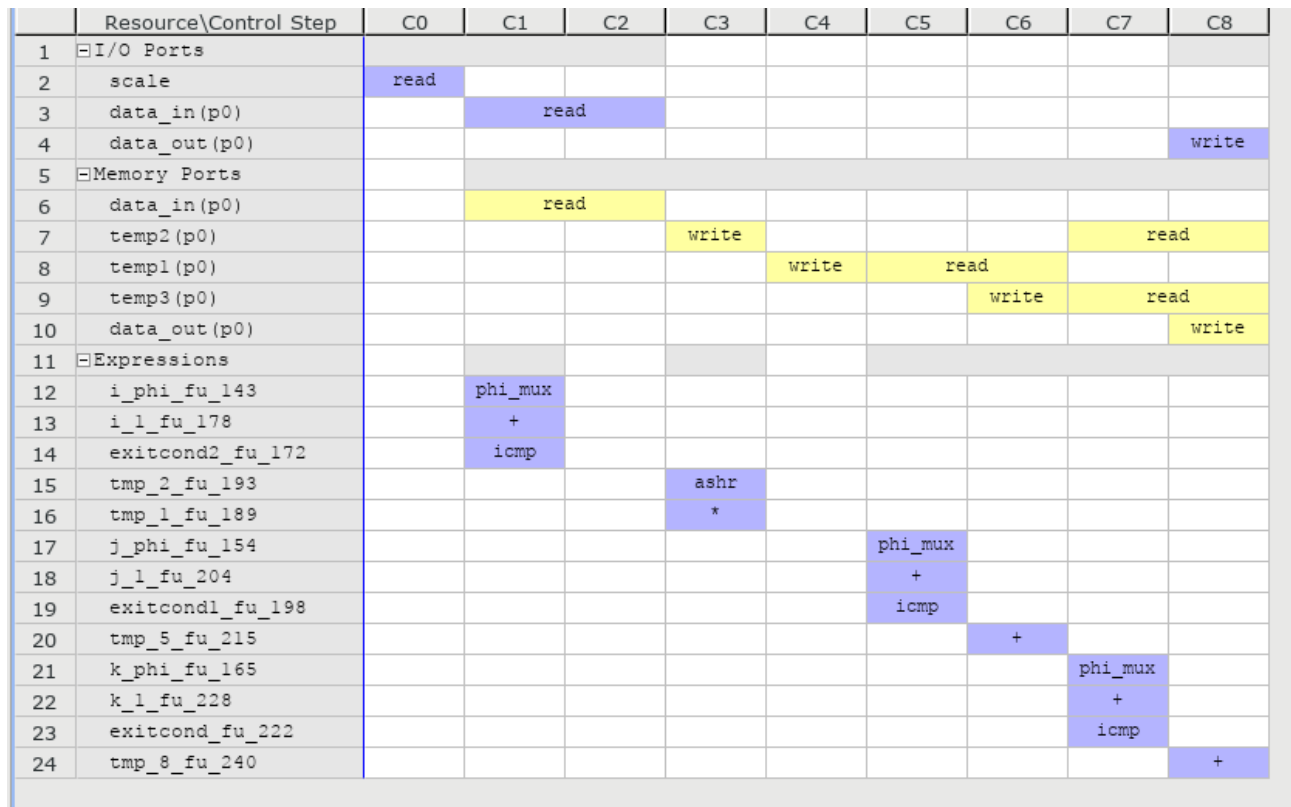 Resource\Control Step C0 C1 C2 C3 C4 C5 C6 C7 C8
1 I/O Ports
2 scale read
3 data_in(p0) read
4 data_out(p0) write
5 Memory Ports
6 data_in(p0) read
7 temp2(p0) write read
8 temp1(p0) write read
9 temp3(p0) write read
10 data_out(p0) write
11 Expressions
12 i_phi_fu_143 phi_mux
13 i_1_fu_178 +
14 exitcond2_fu_172 icmp
15 tmp_2_fu_193 ashr
16 tmp_1_fu_189 *
17 j_phi_fu_154 phi_mux
18 j_1_fu_204 +
19 exitcond1_fu_198 icmp
20 tmp_5_fu_215 +
21 k_phi_fu_165 phi_mux
22 k_1_fu_228 +
23 exitcond_fu_222 icmp
24 tmp_8_fu_240 +